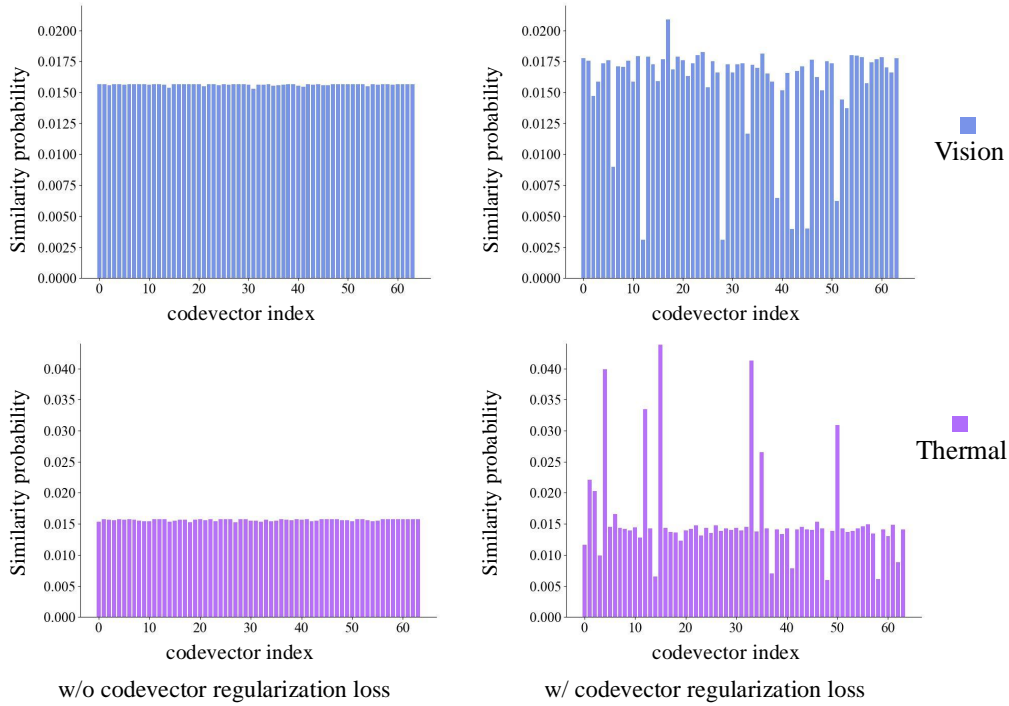 Similarity probability
0.0200
0.0175
0.0150
0.0125
0.0100
0.0075
0.0050
0.0025
0.0000
0 10 20 30 40 50 60
codevector index
Similarity probability
0.0200
0.0175
0.0150
0.0125
0.0100
0.0075
0.0050
0.0025
0.0000
0 10 20 30 40 50 60
codevector index
Vision
Similarity probability
0.040
0.035
0.030
0.025
0.020
0.015
0.010
0.005
0.000
0 10 20 30 40 50 60
codevector index
Similarity probability
0.040
0.035
0.030
0.025
0.020
0.015
0.010
0.005
0.000
0 10 20 30 40 50 60
codevector index
Thermal
w/o codevector regularization loss
w/ codevector regularization loss